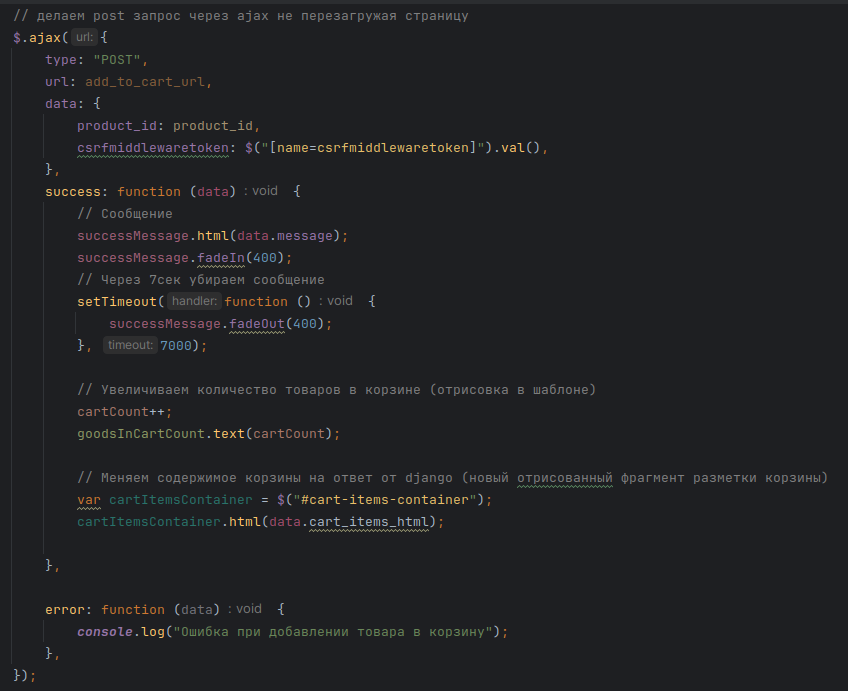 // делаем post запрос через ajax не перезагружая страницу
$.ajax( url: {
    type: "POST",
    url: add_to_cart_url,
    data: {
        product_id: product_id,
        csrfmiddlewaretoken: $("[name=csrfmiddlewaretoken]").val(),
    },
    success: function (data) : void {
        // Сообщение
        successMessage.html(data.message);
        successMessage.fadeIn(400);
        // Через 7сек убираем сообщение
        setTimeout( handler: function () : void {
            successMessage.fadeOut(400);
        }, timeout: 7000);

        // Увеличиваем количество товаров в корзине (отрисовка в шаблоне)
        cartCount++;
        goodsInCartCount.text(cartCount);

        // Меняем содержимое корзины на ответ от django (новый отрисованный фрагмент разметки корзины)
        var cartItemsContainer = $("#cart-items-container");
        cartItemsContainer.html(data.cart_items_html);

    },

    error: function (data) : void {
        console.log("Ошибка при добавлении товара в корзину");
    },
});